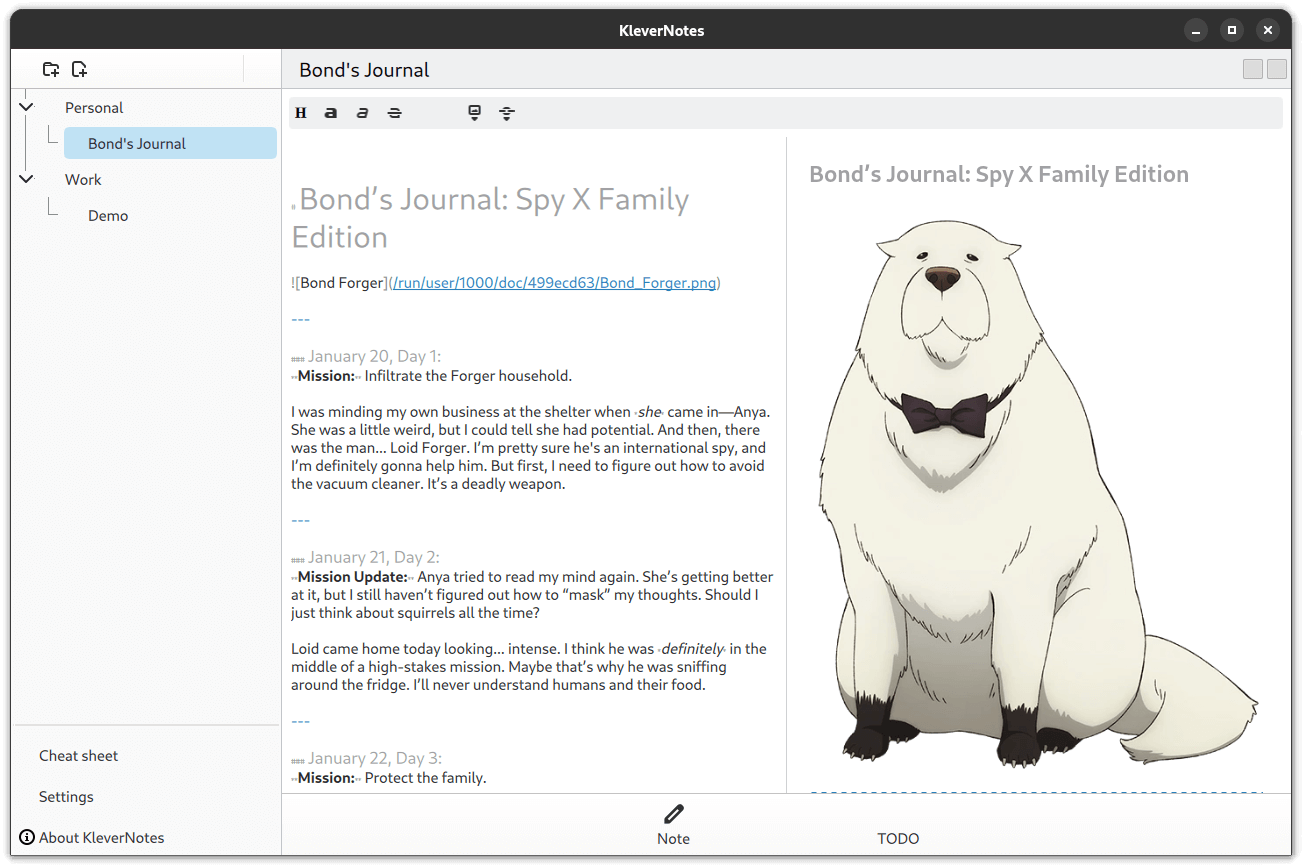 KleverNotes
Bond's Journal
Personal
Bond's Journal
Work
Demo
Cheat sheet
Settings
About KleverNotes
H a a S
# Bond’s Journal: Spy X Family
Edition
![Bond Forger](/run/user/1000/doc/499ecd63/Bond_Forger.png)
---
### January 20, Day 1:
**Mission:** Infiltrate the Forger household.
I was minding my own business at the shelter when *she* came in—Anya.
She was a little weird, but I could tell she had potential. And then, there
was the man... Loid Forger. I’m pretty sure he's an international spy, and
I’m definitely gonna help him. But first, I need to figure out how to avoid
the vacuum cleaner. It’s a deadly weapon.
---
### January 21, Day 2:
**Mission Update:** Anya tried to read my mind again. She’s getting better
at it, but I still haven’t figured out how to “mask” my thoughts. Should I
just think about squirrels all the time?
Loid came home today looking... intense. I think he was *definitely* in the
middle of a high-stakes mission. Maybe that’s why he was sniffing
around the fridge. I’ll never understand humans and their food.
---
### January 22, Day 3:
**Mission:** Protect the family.
Bond’s Journal: Spy X Family Edition
Note
TODO